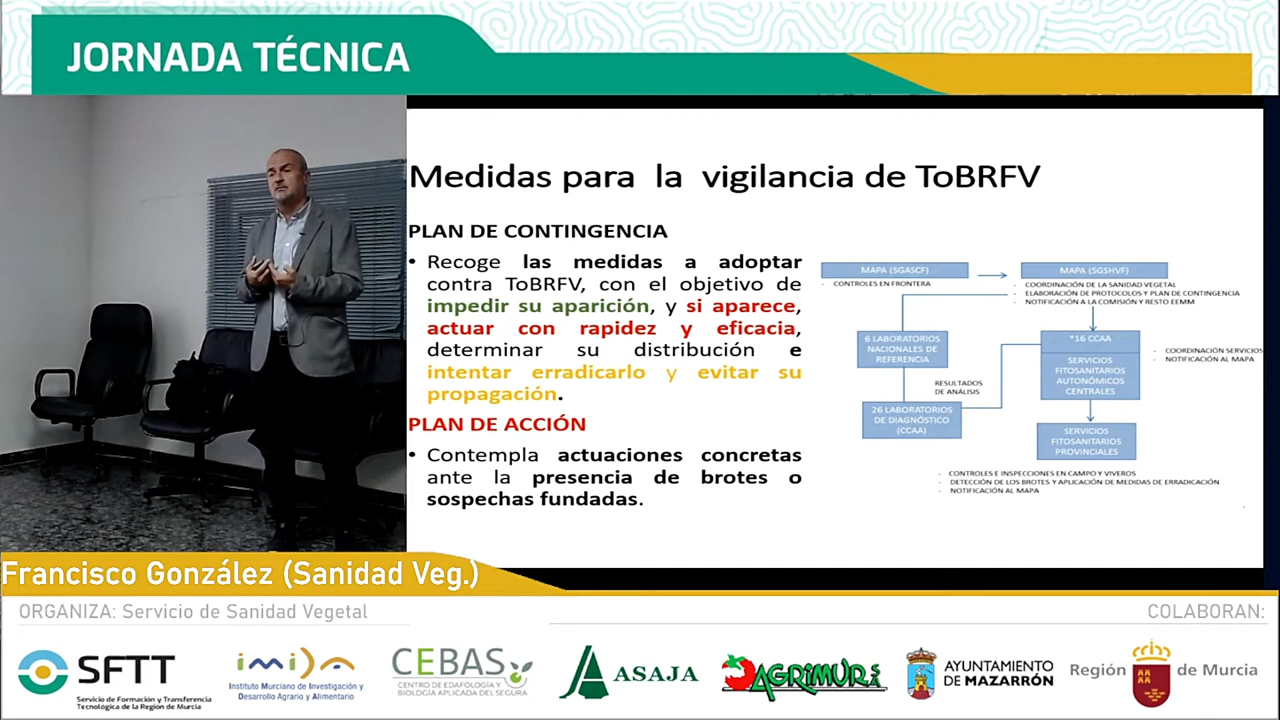 JORNADA TÉCNICA
Medidas para la vigilancia de ToBRFV
PLAN DE CONTINGENCIA
• Recoge las medidas a adoptar
contra ToBRFV, con el objetivo de
impedir su aparición, y si aparece,
actuar con rapidez y eficacia,
determinar su distribución e
intentar erradicarlo y evitar su
propagación.
PLAN DE ACCIÓN
• Contempla actuaciones concretas
ante la presencia de brotes o
sospechas fundadas.
MAPA (SGASCF)
- CONTROLES EN FRONTERA
MAPA (SGSHVF)
- COORDINACIÓN DE LA SANIDAD VEGETAL
- ELABORACIÓN DE PROTOCOLOS Y PLAN DE CONTINGENCIA
- NOTIFICACIÓN A LA COMISIÓN Y RESTO EEMM
6 LABORATORIOS
NACIONALES DE
REFERENCIA
*16 CCAA
SERVICIOS
FITOSANITARIOS
AUTONÓMICOS
CENTRALES
- COORDINACIÓN SERVICIOS
- NOTIFICACIÓN AL MAPA
RESULTADOS
DE ANÁLISIS
26 LABORATORIOS
DE DIAGNÓSTICO
(CCAA)
SERVICIOS
FITOSANITARIOS
PROVINCIALES
- CONTROLES E INSPECCIONES EN CAMPO Y VIVEROS
- DETECCIÓN DE LOS BROTES Y APLICACIÓN DE MEDIDAS DE ERRADICACIÓN
- NOTIFICACIÓN AL MAPA
Francisco González (Sanidad Veg.)
ORGANIZA: Servicio de Sanidad Vegetal
COLABORAN:
SFTT
Servicio de Formación y Transferencia
Tecnológica de la Región de Murcia
imida
Instituto Murciano de Investigación y
Desarrollo Agrario y Alimentario
CEBAS
CENTRO DE EDAFOLOGÍA Y
BIOLOGÍA APLICADA DEL SEGURA
ASAJA
AGRIMUR
AYUNTAMIENTO
DE MAZARRÓN
Región de Murcia